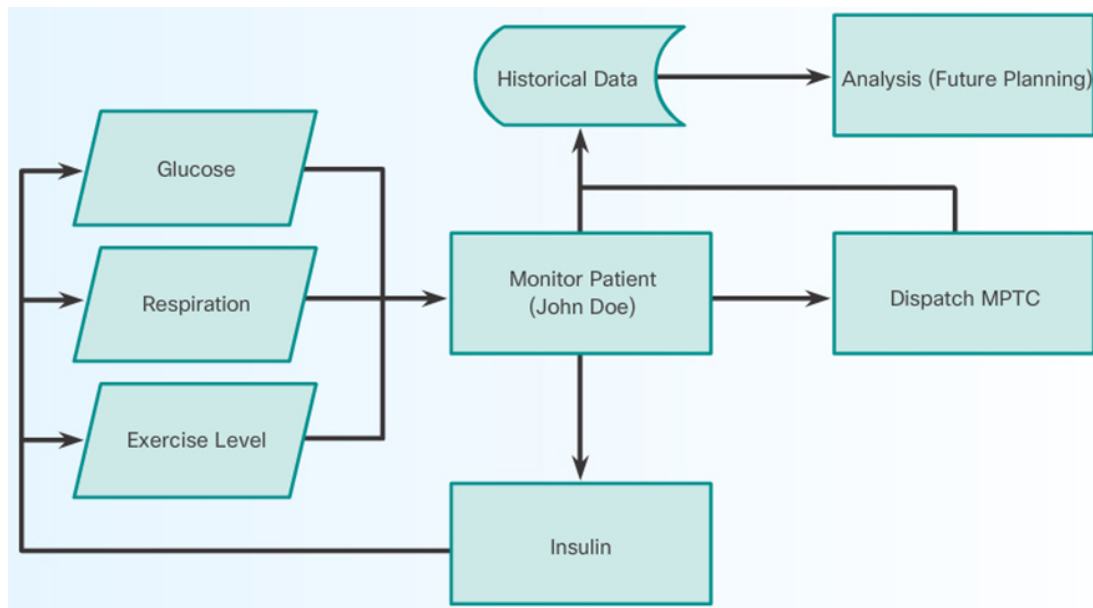 Historical Data
Analysis (Future Planning)
Glucose
Respiration
Monitor Patient
(John Doe)
Dispatch MPTC
Exercise Level
Insulin